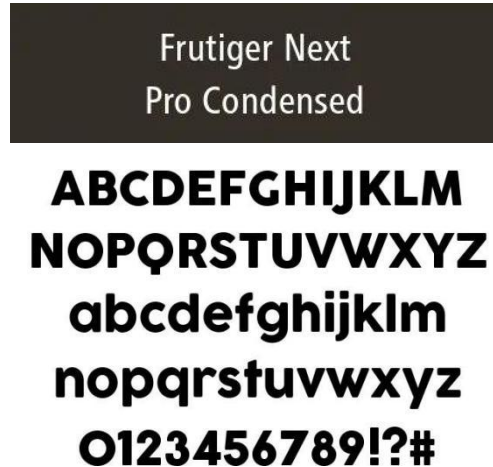 Frutiger Next
Pro Condensed
ABCDEFGHIJKLM
NOPQRSTUVWXYZ
abcdefghijklm
nopqrstuvwxyz
0123456789!?#